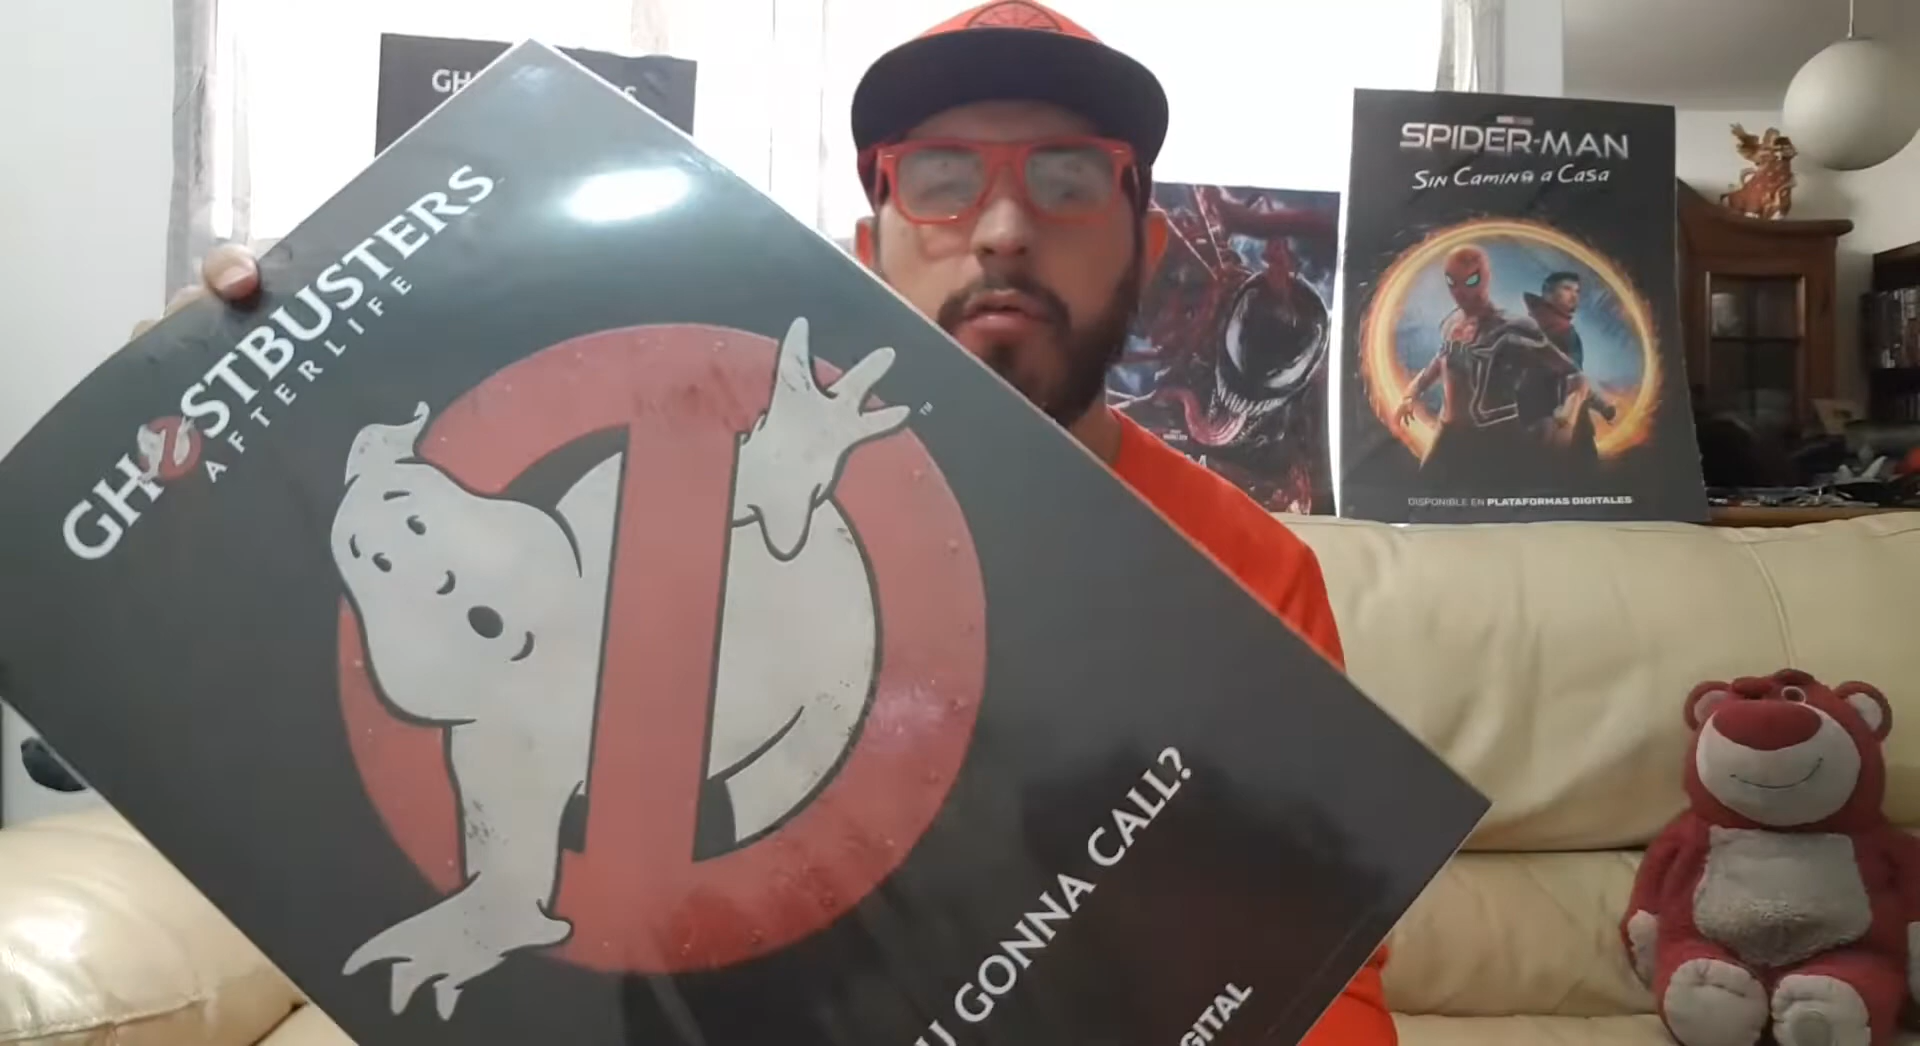 GHOSTBUSTERS
AFTERLIFE
GONNA CALL?
SPIDER-MAN
SIN CAMINO a CASA
DISPONIBLE EN PLATAFORMAS DIGITALES